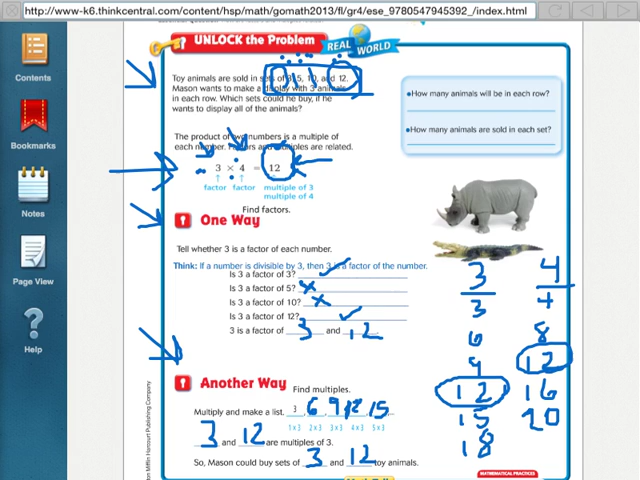 http://www-k6.thinkcentral.com/content/hsp/math/gomath2013/fl/gr4/ese_9780547945392_/index.html
UNLOCK the Problem REAL WORLD
Contents
Bookmarks
Notes
Page View
Help
Toy animals are sold in sets of 3, 5, 10, and 12.
Mason wants to make a display with 3 animals
in each row. Which sets could he buy, if he
wants to display all of the animals?
How many animals will be in each row?
How many animals are sold in each set?
The product of two numbers is a multiple of
each number. Factors and multiples are related.
3 × 4 = 12
factor factor multiple of 3
multiple of 4
Find factors.
One Way
Tell whether 3 is a factor of each number.
Think: If a number is divisible by 3, then 3 is a factor of the number.
Is 3 a factor of 3?
Is 3 a factor of 5? x
Is 3 a factor of 10? x
Is 3 a factor of 12?
3 is a factor of 3 and 12
Another Way
Find multiples.
Multiply and make a list. 3, 6, 9, 12, 15, ...
1 x 3 2 x 3 3 x 3 4 x 3 5 x 3
3 and 12 are multiples of 3.
So, Mason could buy sets of 3 and 12 toy animals.
3
3
6
9
12
15
18
4
4
8
12
16
20
MATHEMATICAL PRACTICES
Mifflin Harcourt Publishing Company